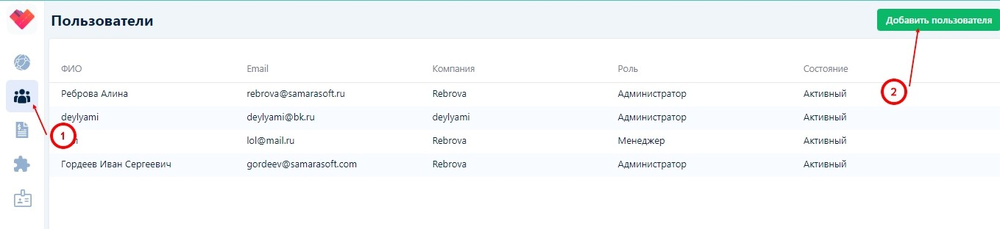 Пользователи
Добавить пользователя
ФИО Email Компания Роль Состояние
Реброва Алина rebrova@samarasoft.ru Rebrova Администратор Активный
2
deylyami deylyami@bk.ru deylyami Администратор Активный
1
lol@mail.ru Rebrova Менеджер Активный
Гордеев Иван Сергеевич gordeev@samarasoft.com Rebrova Администратор Активный